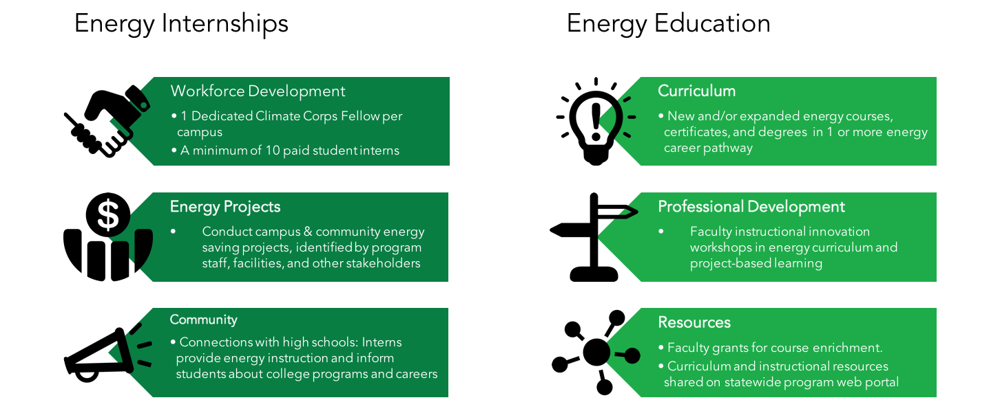 Energy Internships
Workforce Development
• 1 Dedicated Climate Corps Fellow per
campus
• A minimum of 10 paid student interns
Energy Projects
• Conduct campus & community energy
saving projects, identified by program
staff, facilities, and other stakeholders
Community
• Connections with high schools: Interns
provide energy instruction and inform
students about college programs and careers
Energy Education
Curriculum
• New and/or expanded energy courses,
certificates, and degrees in 1 or more energy
career pathway
Professional Development
• Faculty instructional innovation
workshops in energy curriculum and
project-based learning
Resources
• Faculty grants for course enrichment.
• Curriculum and instructional resources
shared on statewide program web portal